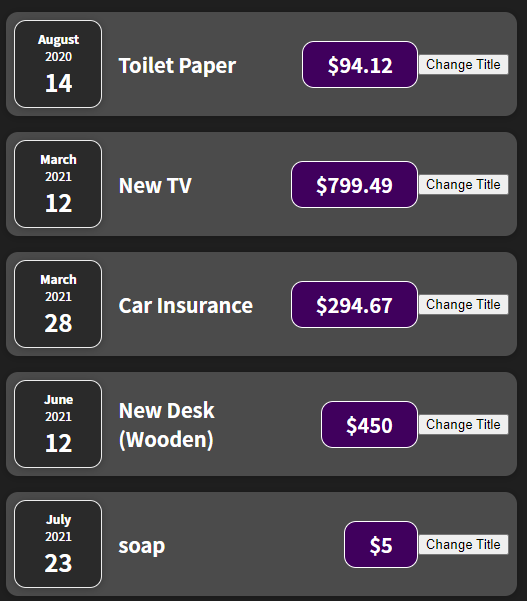 August
2020
14
Toilet Paper
$94.12
Change Title
March
2021
12
New TV
$799.49
Change Title
March
2021
28
Car Insurance
$294.67
Change Title
June
2021
12
New Desk
(Wooden)
$450
Change Title
July
2021
23
soap
$5
Change Title